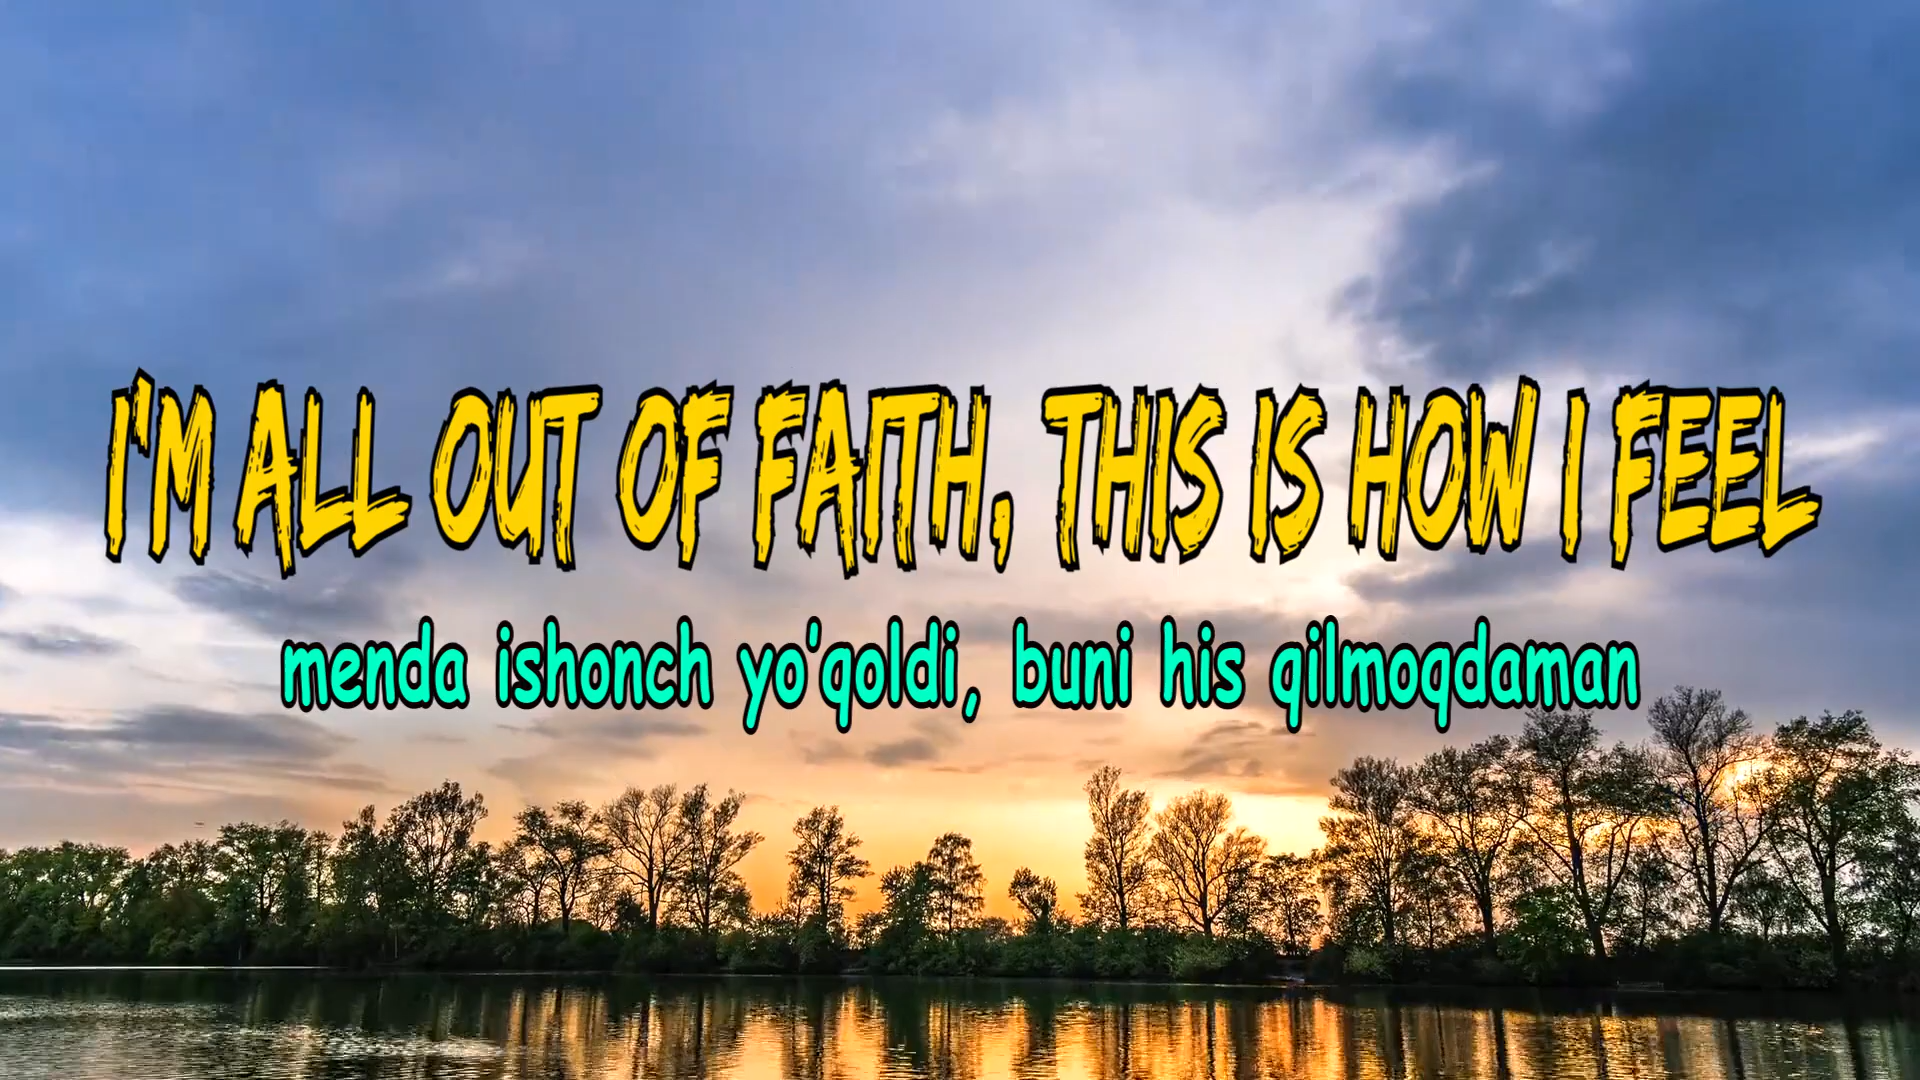 I'M ALL OUT OF FAITH, THIS IS HOW I FEEL
menda ishonch yo'qoldi, buni his qilmoqdaman